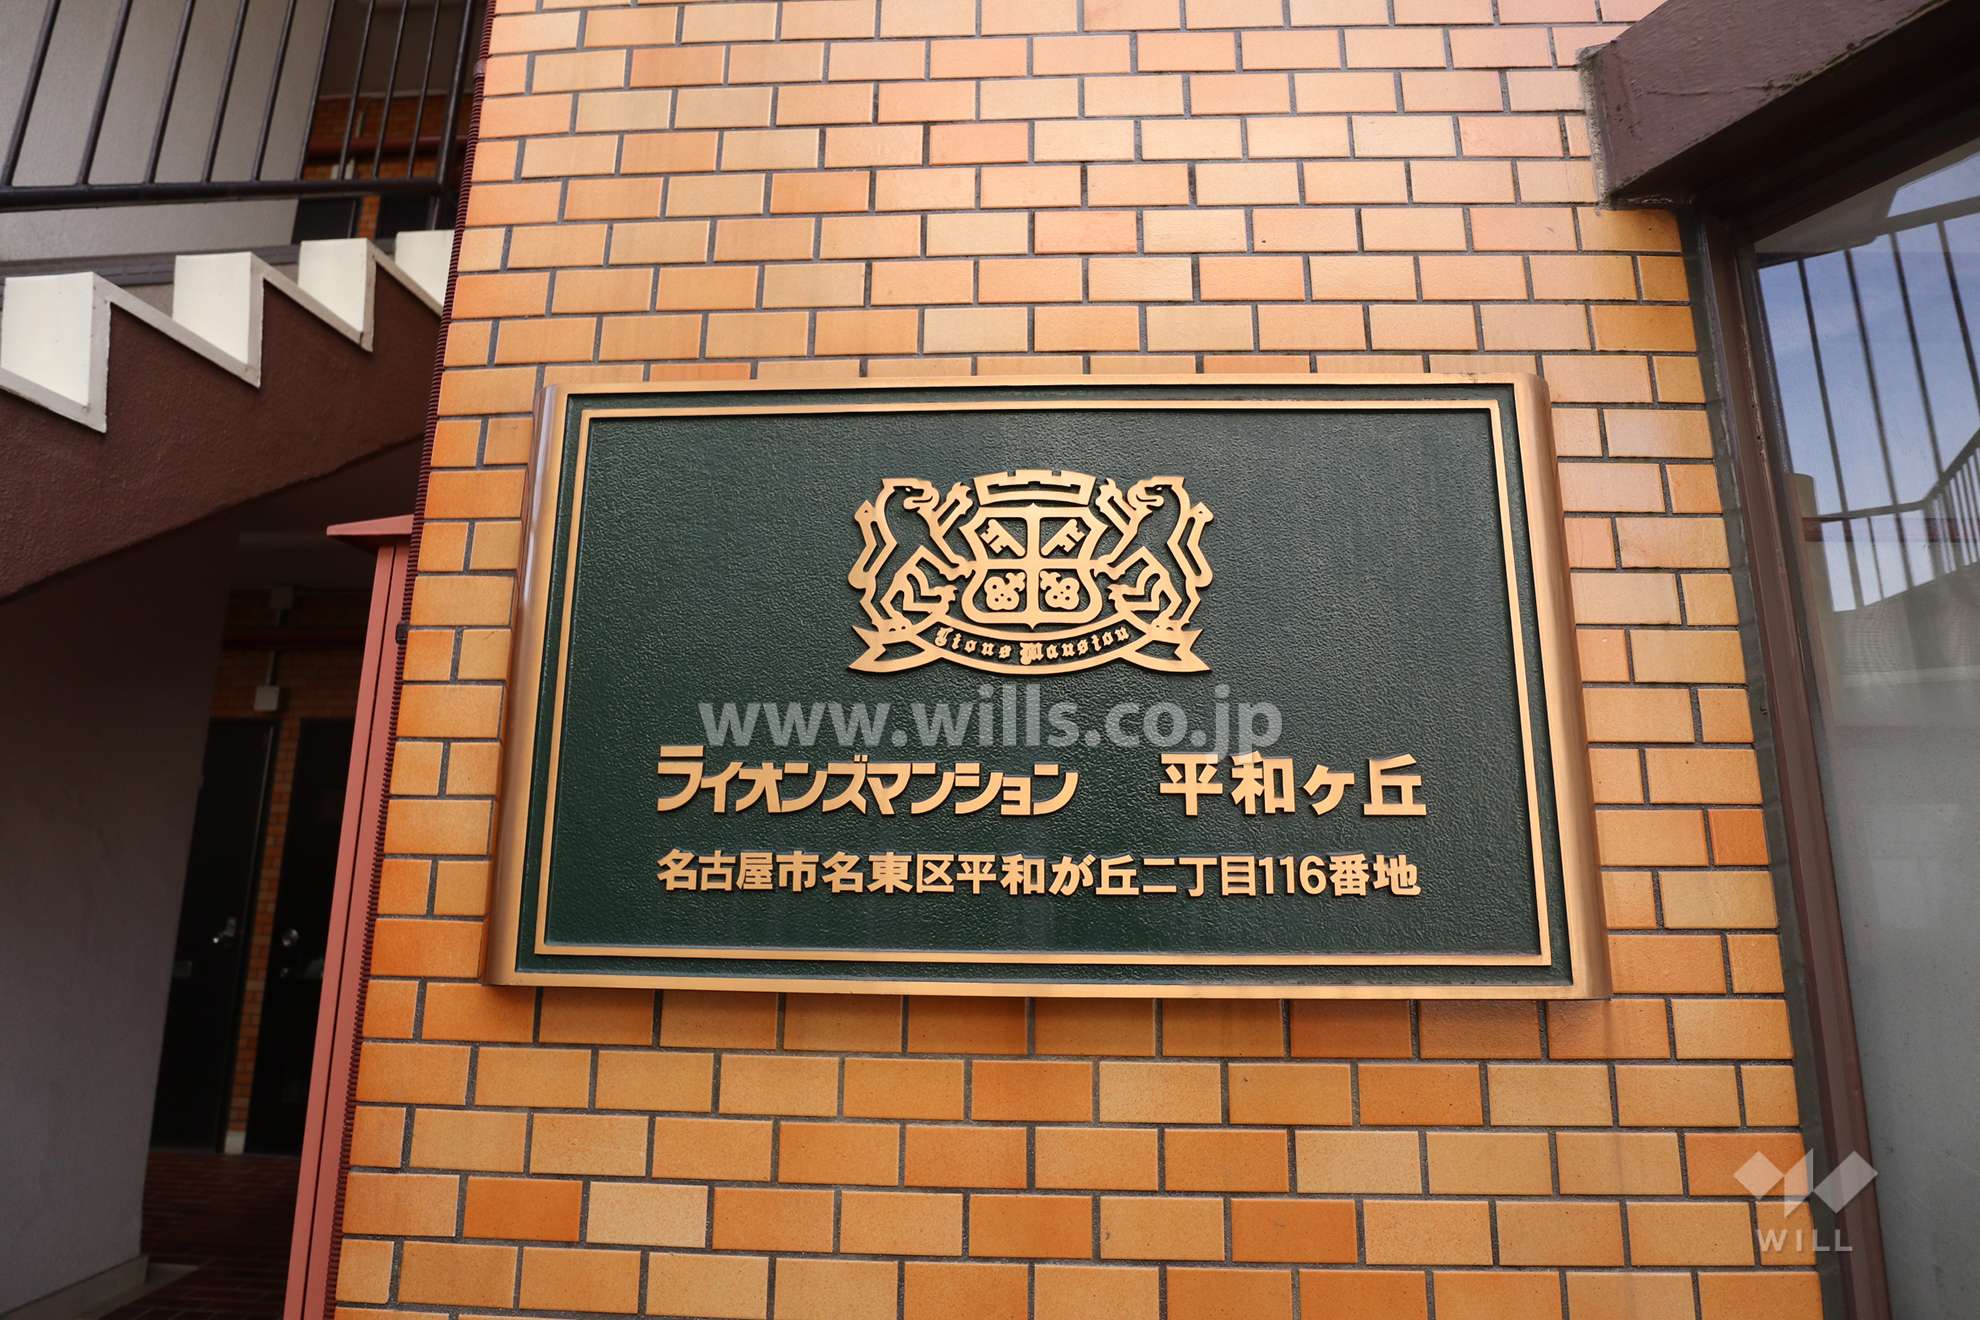 Lions Mansion
www.wills.co.jp
ライオンズマンション 平和ヶ丘
名古屋市名東区平和が丘二丁目116番地
WILL